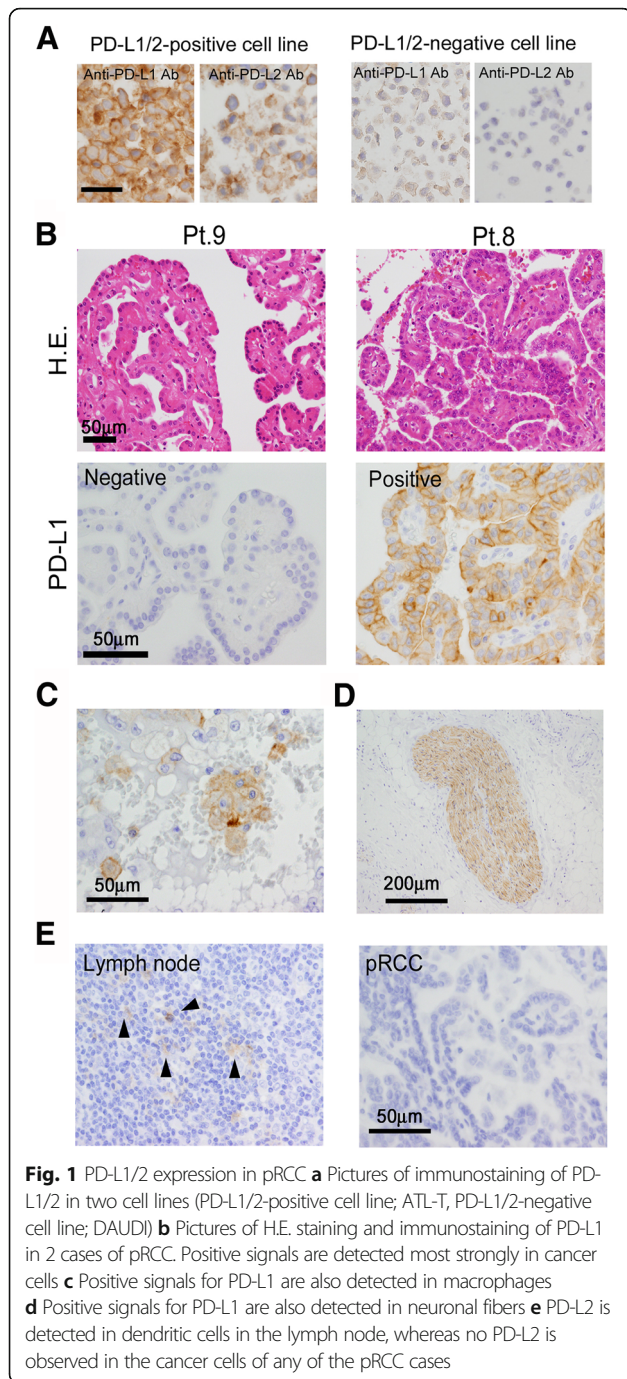 A
PD-L1/2-positive cell line
PD-L1/2-negative cell line
Anti-PD-L1 Ab
Anti-PD-L2 Ab
Anti-PD-L1 Ab
Anti-PD-L2 Ab
B
Pt.9
Pt.8
H.E.
50μm
PD-L1
Negative
50μm
Positive
C
50μm
D
200μm
E
Lymph node
pRCC
50μm
Fig. 1 PD-L1/2 expression in pRCC a Pictures of immunostaining of PD-
L1/2 in two cell lines (PD-L1/2-positive cell line; ATL-T, PD-L1/2-negative
cell line; DAUDI) b Pictures of H.E. staining and immunostaining of PD-L1
in 2 cases of pRCC. Positive signals are detected most strongly in cancer
cells c Positive signals for PD-L1 are also detected in macrophages
d Positive signals for PD-L1 are also detected in neuronal fibers e PD-L2 is
detected in dendritic cells in the lymph node, whereas no PD-L2 is
observed in the cancer cells of any of the pRCC cases